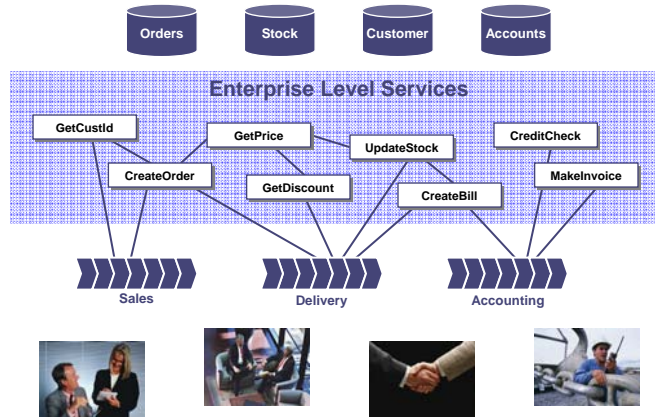 Orders
Stock
Customer
Accounts
Enterprise Level Services
GetCustId
GetPrice
UpdateStock
CreditCheck
CreateOrder
GetDiscount
CreateBill
MakeInvoice
Sales
Delivery
Accounting